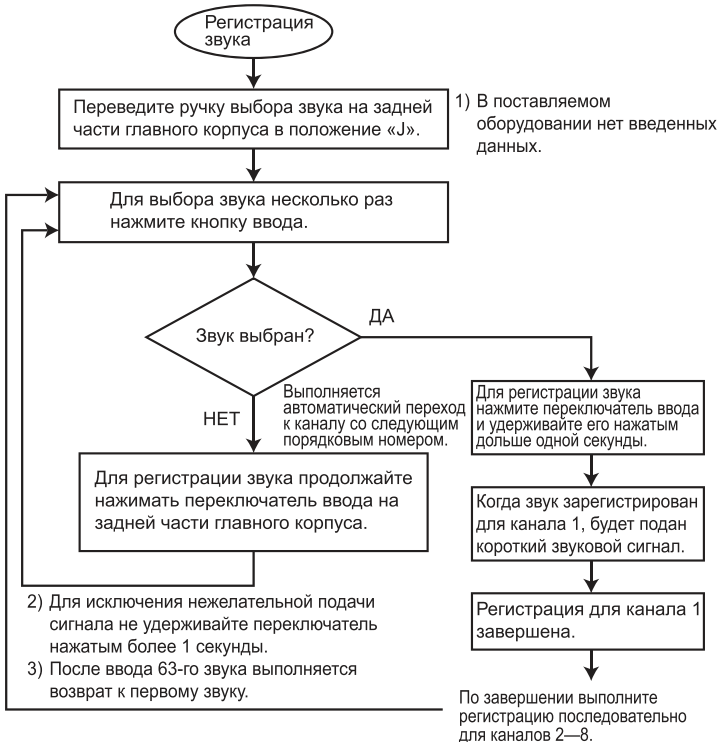 Регистрация
звука
Переведите ручку выбора звука на задней
части главного корпуса в положение «J».
1) В поставляемом
оборудовании нет введенных
данных.
Для выбора звука несколько раз
нажмите кнопку ввода.
Звук выбран?
ДА
НЕТ
Выполняется
автоматический переход
к каналу со следующим
порядковым номером.
Для регистрации звука
нажмите переключатель ввода
и удерживайте его нажатым
дольше одной секунды.
Для регистрации звука продолжайте
нажимать переключатель ввода на
задней части главного корпуса.
Когда звук зарегистрирован
для канала 1, будет подан
короткий звуковой сигнал.
2) Для исключения нежелательной подачи
сигнала не удерживайте переключатель
нажатым более 1 секунды.
3) После ввода 63-го звука выполняется
возврат к первому звуку.
Регистрация для канала 1
завершена.
По завершении выполните
регистрацию последовательно
для каналов 2—8.